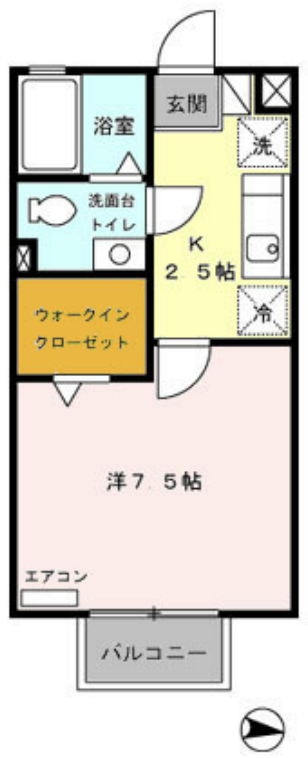 玄関
浴室
洗
洗面台
トイレ
K
2.5帖
冷
ウォークイン
クローゼット
洋7.5帖
エアコン
バルコニー